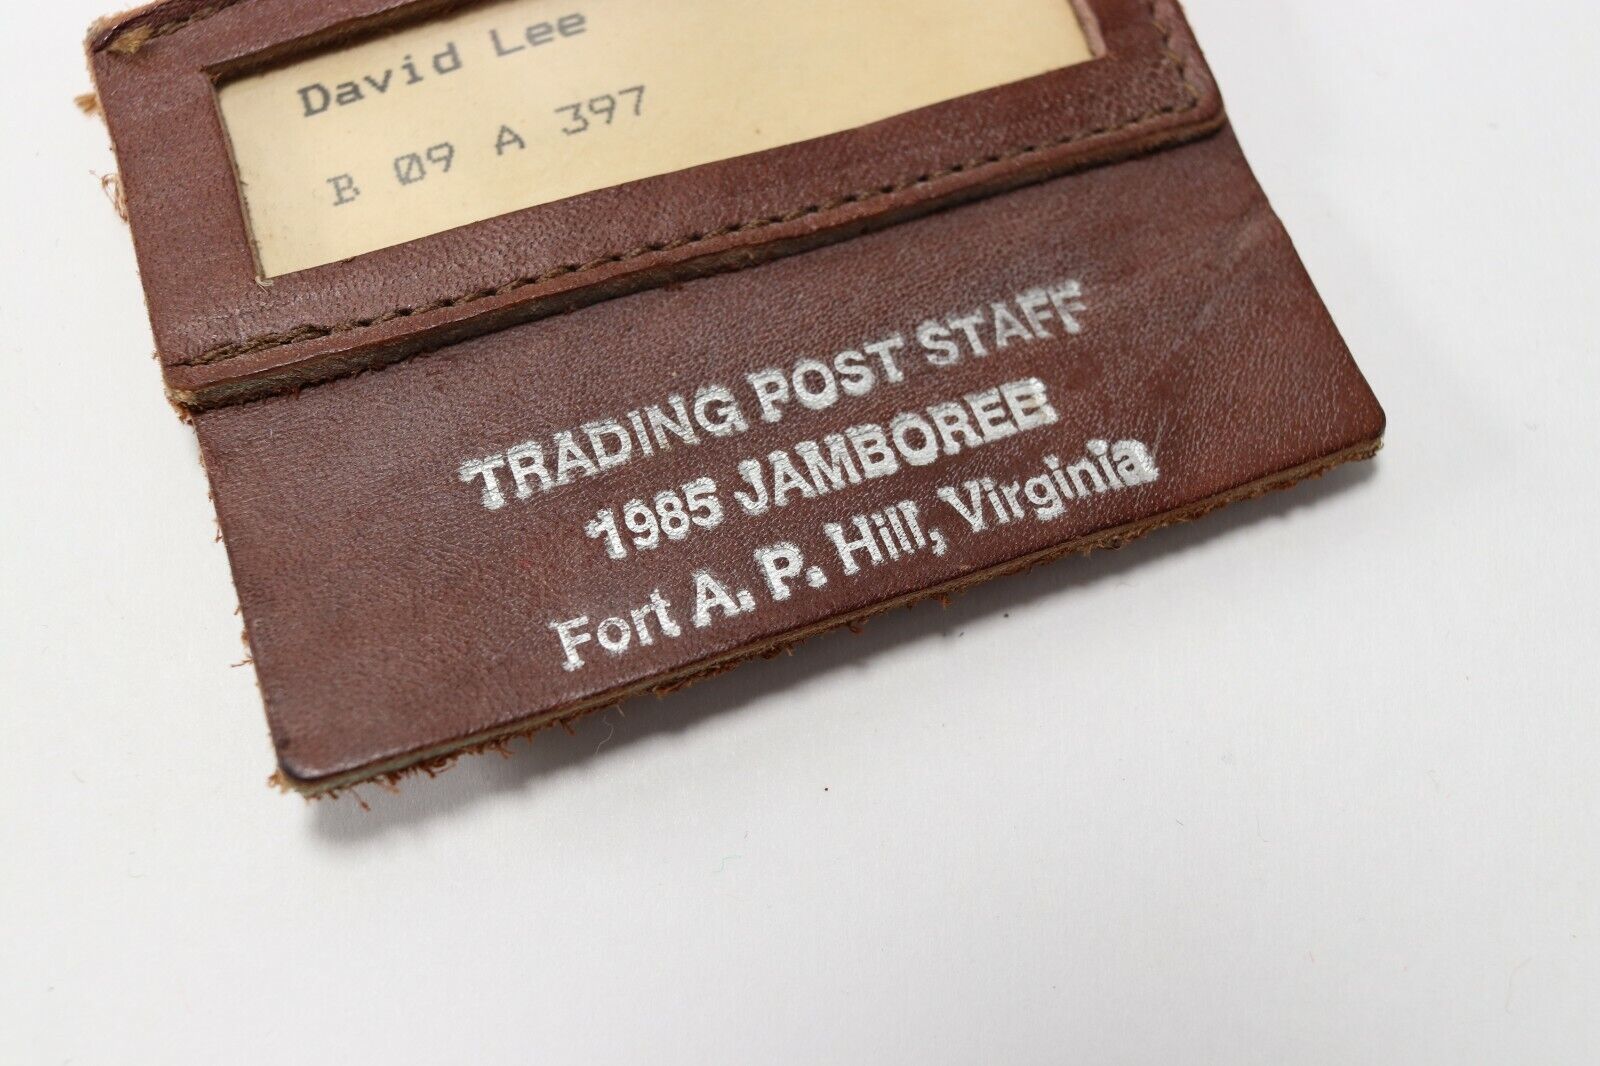 David Lee
B 09 A 397
TRADING POST STAFF
1985 JAMBOREE
Fort A. P. Hill, Virginia